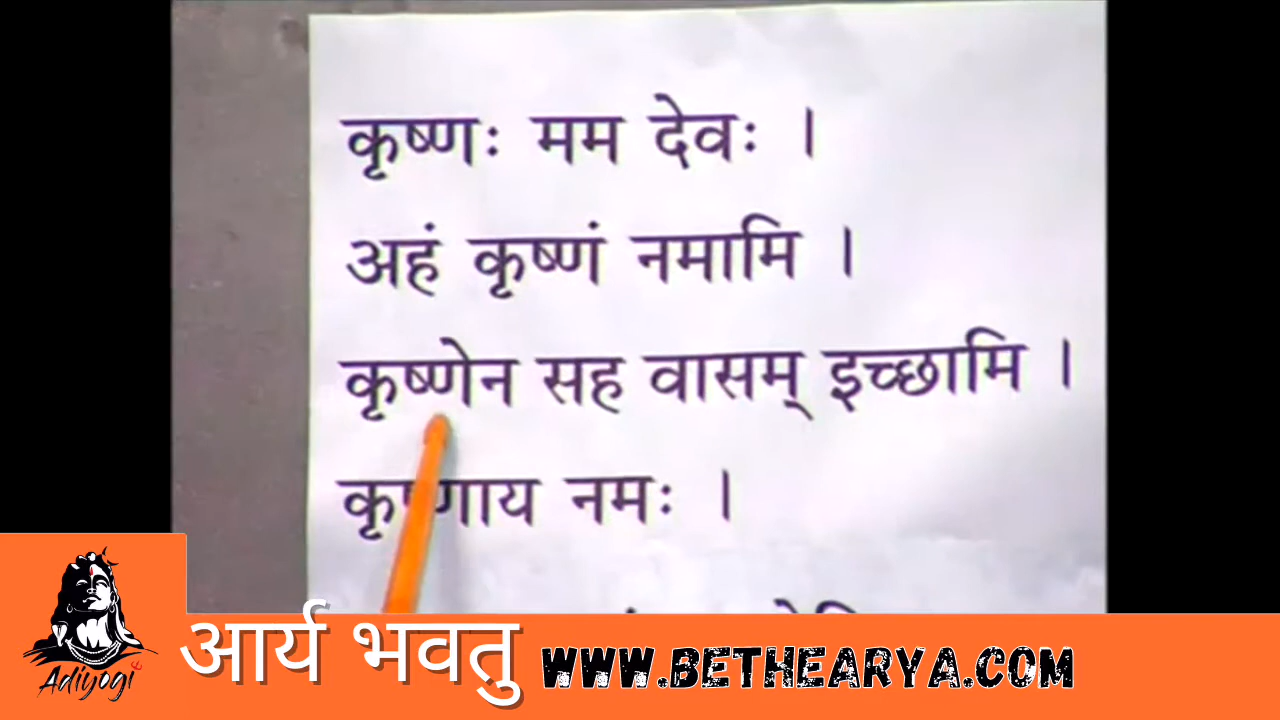 कृष्णः मम देवः ।
अहं कृष्णं नमामि ।
कृष्णेन सह वासम् इच्छामि ।
कृष्णाय नमः ।
Adiyogi
आर्य भवतु WWW.BETHEARYA.COM